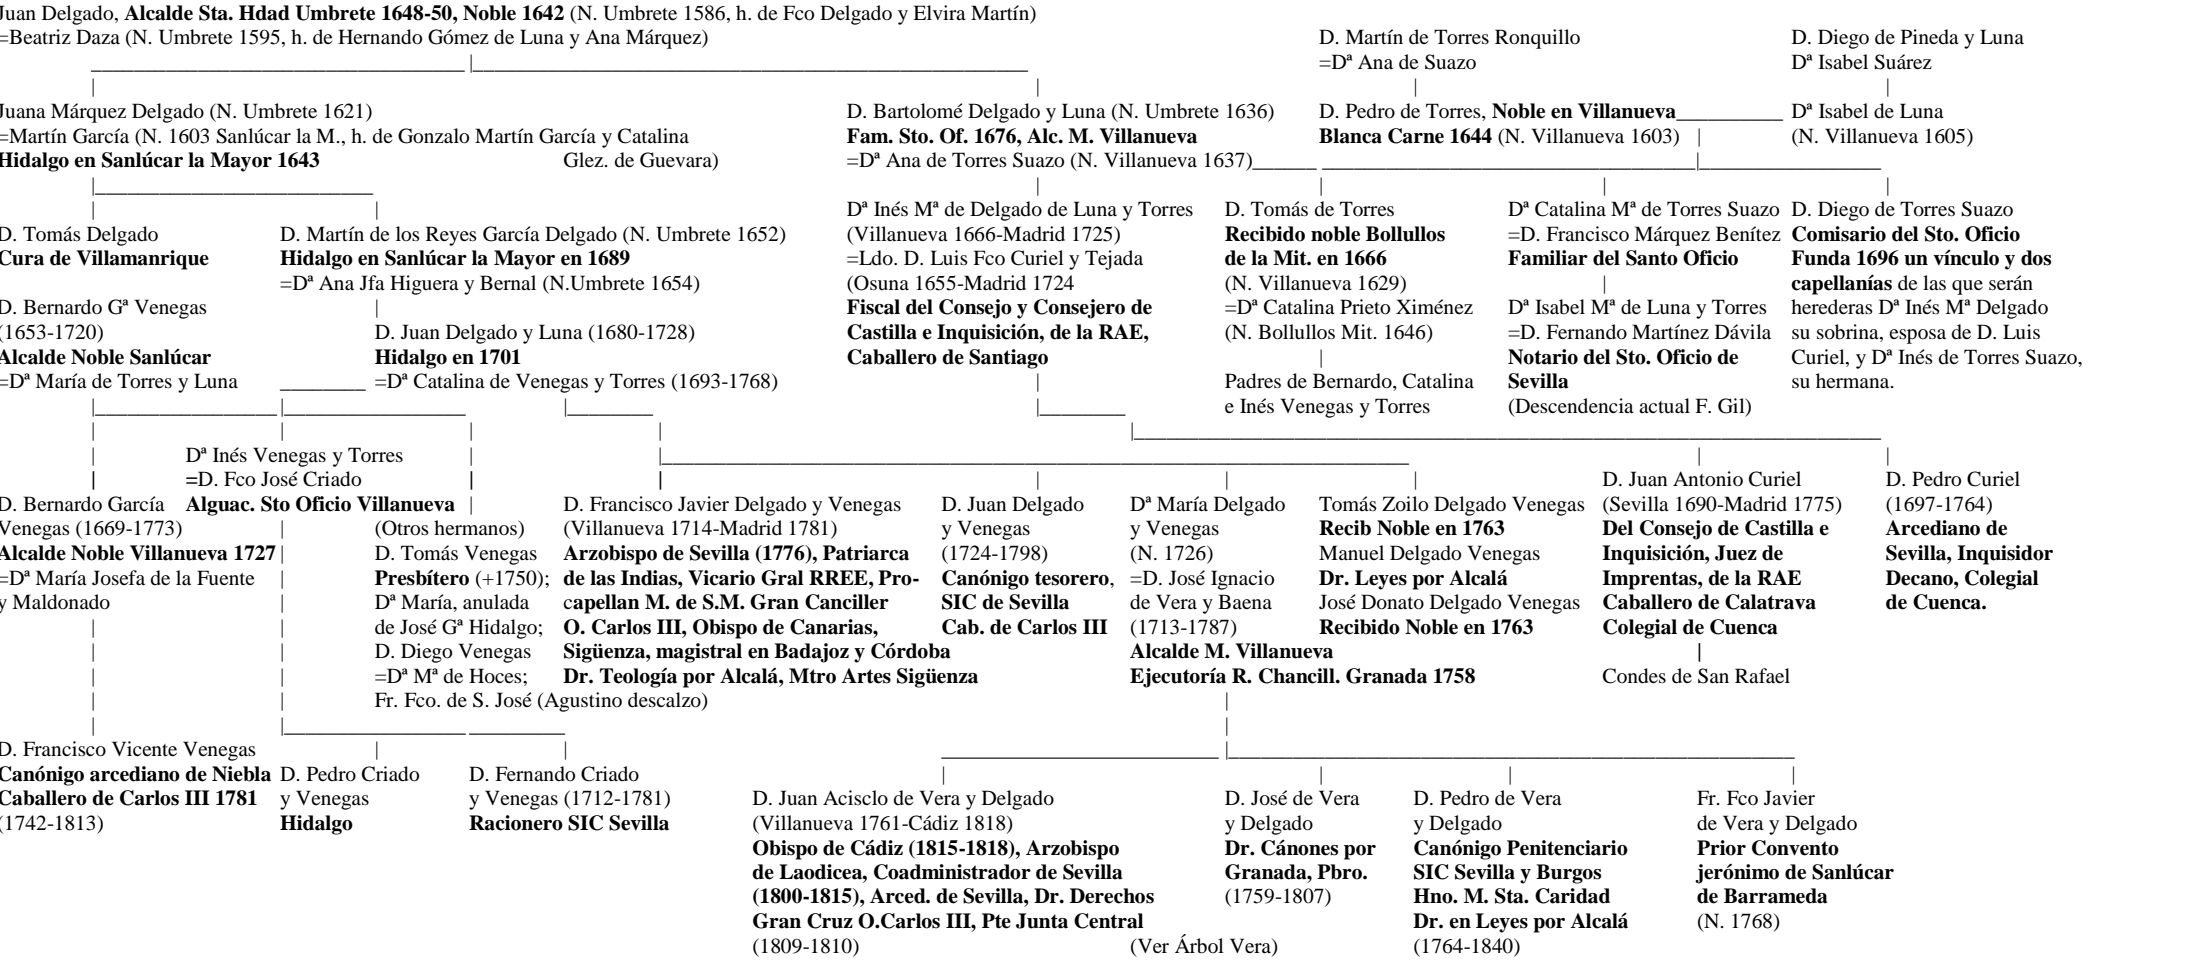 Juan Delgado, Alcalde Sta. Hdad Umbrete 1648-50, Noble 1642 (N. Umbrete 1586, h. de Fco Delgado y Elvira Martín)
=Beatriz Daza (N. Umbrete 1595, h. de Hernando Gómez de Luna y Ana Márquez)
D. Martín de Torres Ronquillo
=Dª Ana de Suazo
D. Diego de Pineda y Luna
Dª Isabel Suárez
Juana Márquez Delgado (N. Umbrete 1621)
=Martín García (N. 1603 Sanlúcar la M., h. de Gonzalo Martín García y Catalina
Hidalgo en Sanlúcar la Mayor 1643 Glez. de Guevara)
D. Bartolomé Delgado y Luna (N. Umbrete 1636)
Fam. Sto. Of. 1676, Alc. M. Villanueva
=Dª Ana de Torres Suazo (N. Villanueva 1637)
D. Pedro de Torres, Noble en Villanueva
Blanca Carne 1644 (N. Villanueva 1603)
Dª Isabel de Luna
(N. Villanueva 1605)
D. Tomás Delgado
Cura de Villamanrique
D. Martín de los Reyes García Delgado (N. Umbrete 1652)
Hidalgo en Sanlúcar la Mayor en 1689
=Dª Ana Jfa Higuera y Bernal (N.Umbrete 1654)
Dª Inés Mª de Delgado de Luna y Torres
(Villanueva 1666-Madrid 1725)
=Ldo. D. Luis Fco Curiel y Tejada
(Osuna 1655-Madrid 1724
Fiscal del Consejo y Consejero de
Castilla e Inquisición, de la RAE,
Caballero de Santiago
D. Tomás de Torres
Recibido noble Bollullos
de la Mit. en 1666
(N. Villanueva 1629)
=Dª Catalina Prieto Ximénez
(N. Bollullos Mit. 1646)
Padres de Bernardo, Catalina
e Inés Venegas y Torres
Dª Catalina Mª de Torres Suazo
=D. Francisco Márquez Benítez
Familiar del Santo Oficio
Dª Isabel Mª de Luna y Torres
=D. Fernando Martínez Dávila
Notario del Sto. Oficio de
Sevilla
(Descendencia actual F. Gil)
D. Diego de Torres Suazo
Comisario del Sto. Oficio
Funda 1696 un vínculo y dos
capellanías de las que serán
herederas Dª Inés Mª Delgado
su sobrina, esposa de D. Luis
Curiel, y Dª Inés de Torres Suazo,
su hermana.
D. Bernardo Gª Venegas
(1653-1720)
Alcalde Noble Sanlúcar
=Dª María de Torres y Luna
D. Juan Delgado y Luna (1680-1728)
Hidalgo en 1701
=Dª Catalina de Venegas y Torres (1693-1768)
Dª Inés Venegas y Torres
=D. Fco José Criado
Alguac. Sto Oficio Villanueva
D. Bernardo García
Venegas (1669-1773)
Alcalde Noble Villanueva 1727
=Dª María Josefa de la Fuente
y Maldonado
(Otros hermanos)
D. Tomás Venegas
Presbítero (+1750);
Dª María, anulada
de José Gª Hidalgo;
D. Diego Venegas
=Dª Mª de Hoces;
Fr. Fco. de S. José (Agustino descalzo)
D. Francisco Javier Delgado y Venegas
(Villanueva 1714-Madrid 1781)
Arzobispo de Sevilla (1776), Patriarca
de las Indias, Vicario Gral RREE, Pro-
capellan M. de S.M. Gran Canciller
O. Carlos III, Obispo de Canarias,
Sigüenza, magistral en Badajoz y Córdoba
Dr. Teología por Alcalá, Mtro Artes Sigüenza
D. Juan Delgado
y Venegas
(1724-1798)
Canónigo tesorero,
SIC de Sevilla
Cab. de Carlos III
Dª María Delgado
y Venegas
(N. 1726)
=D. José Ignacio
de Vera y Baena
(1713-1787)
Alcalde M. Villanueva
Ejecutoría R. Chancill. Granada 1758
Tomás Zoilo Delgado Venegas
Recib Noble en 1763
Manuel Delgado Venegas
Dr. Leyes por Alcalá
José Donato Delgado Venegas
Recibido Noble en 1763
D. Juan Antonio Curiel
(Sevilla 1690-Madrid 1775)
Del Consejo de Castilla e
Inquisición, Juez de
Imprentas, de la RAE
Caballero de Calatrava
Colegial de Cuenca
Condes de San Rafael
D. Pedro Curiel
(1697-1764)
Arcediano de
Sevilla, Inquisidor
Decano, Colegial
de Cuenca.
D. Francisco Vicente Venegas
Canónigo arcediano de Niebla
Caballero de Carlos III 1781
(1742-1813)
D. Pedro Criado
y Venegas
Hidalgo
D. Fernando Criado
y Venegas (1712-1781)
Racionero SIC Sevilla
D. Juan Acisclo de Vera y Delgado
(Villanueva 1761-Cádiz 1818)
Obispo de Cádiz (1815-1818), Arzobispo
de Laodicea, Coadministrador de Sevilla
(1800-1815), Arced. de Sevilla, Dr. Derechos
Gran Cruz O.Carlos III, Pte Junta Central
(1809-1810)
D. José de Vera
y Delgado
Dr. Cánones por
Granada, Pbro.
(1759-1807)
D. Pedro de Vera
y Delgado
Canónigo Penitenciario
SIC Sevilla y Burgos
Hno. M. Sta. Caridad
Dr. en Leyes por Alcalá
(1764-1840)
Fr. Fco Javier
de Vera y Delgado
Prior Convento
jerónimo de Sanlúcar
de Barrameda
(N. 1768)
(Ver Árbol Vera)